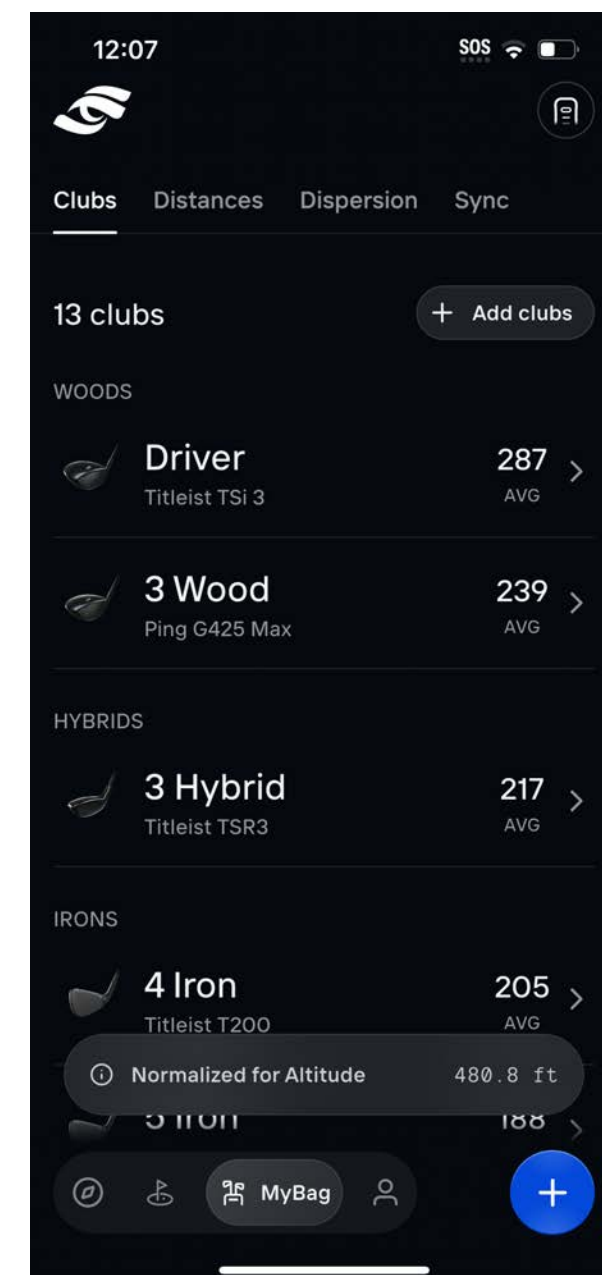 12:07 SOS
Clubs Distances Dispersion Sync
13 clubs + Add clubs
WOODS
Driver 287
Titleist TSi 3 AVG
3 Wood 239
Ping G425 Max AVG
HYBRIDS
3 Hybrid 217
Titleist TSR3 AVG
IRONS
4 Iron 205
Titleist T200 AVG
Normalized for Altitude 480.8 ft
5 Iron 188
MyBag